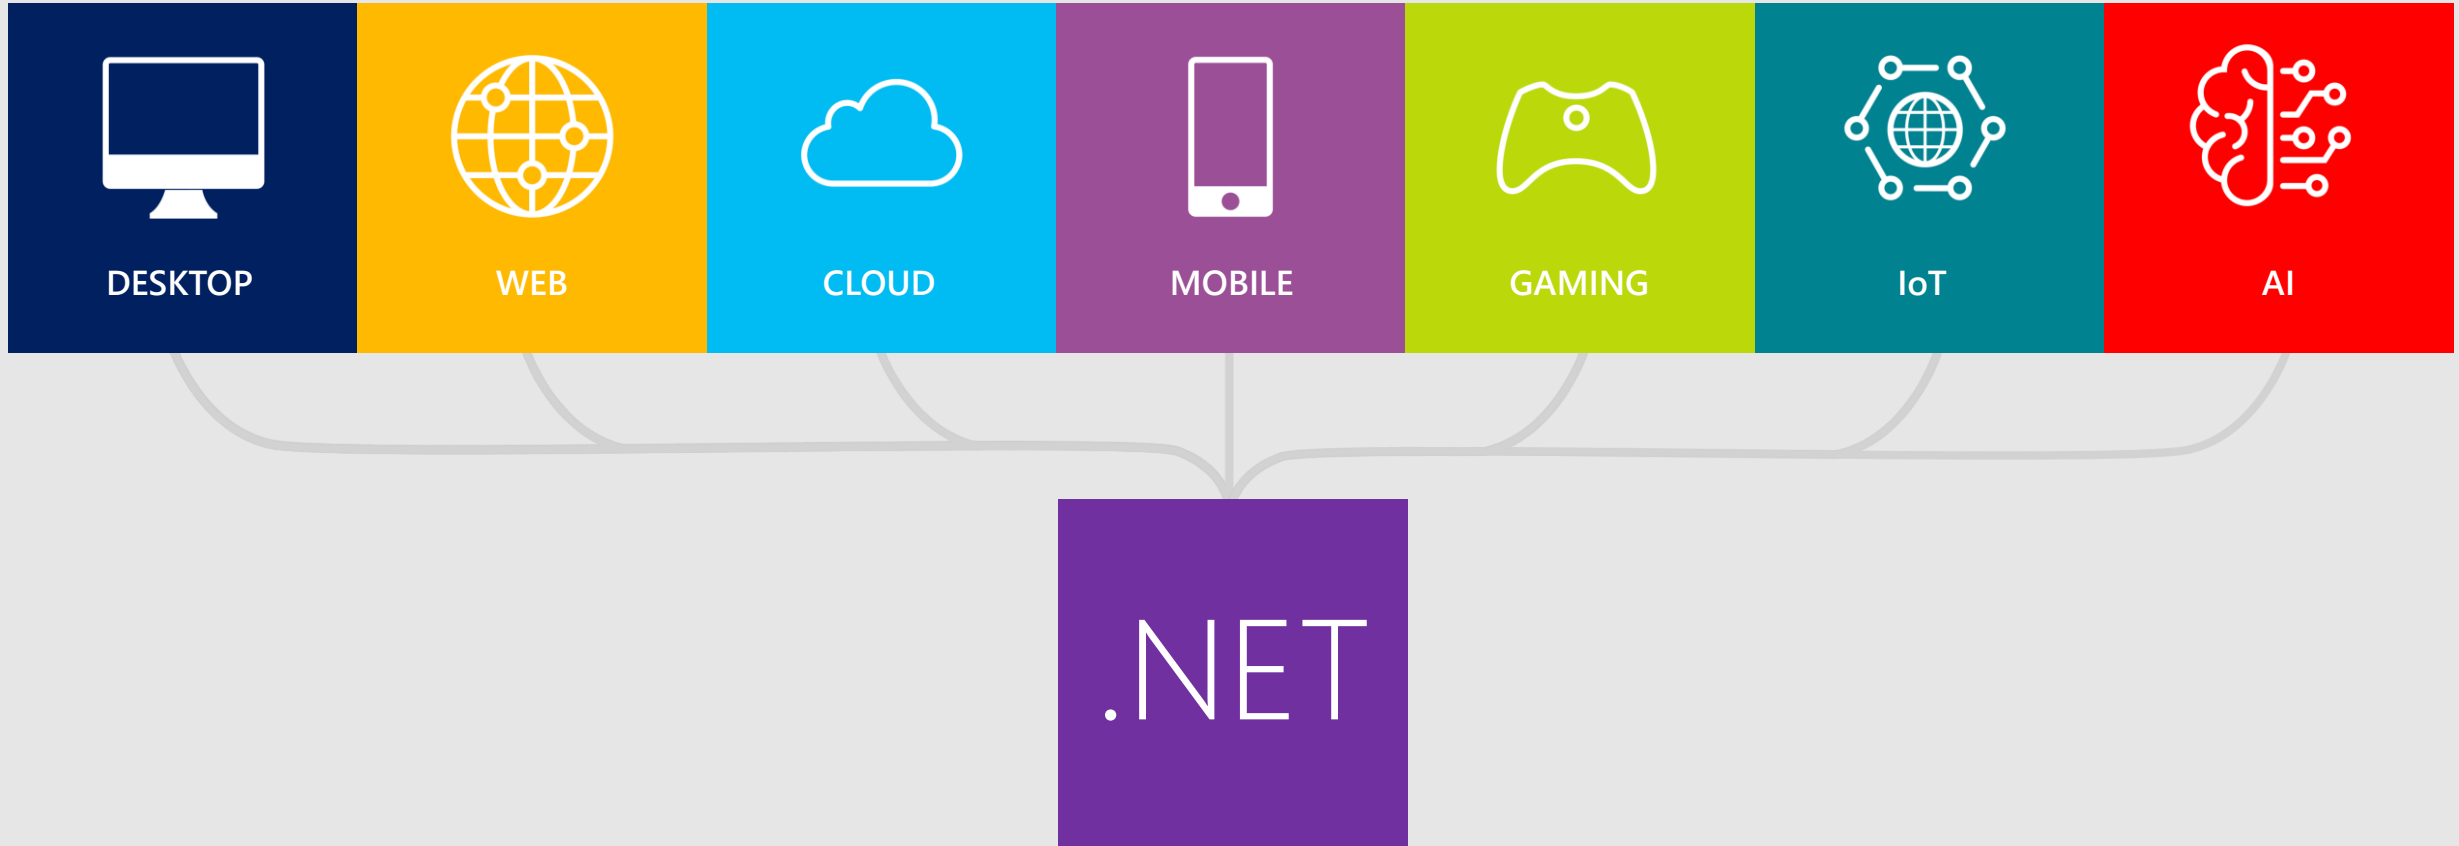 DESKTOP
WEB
CLOUD
MOBILE
GAMING
IoT
AI
.NET